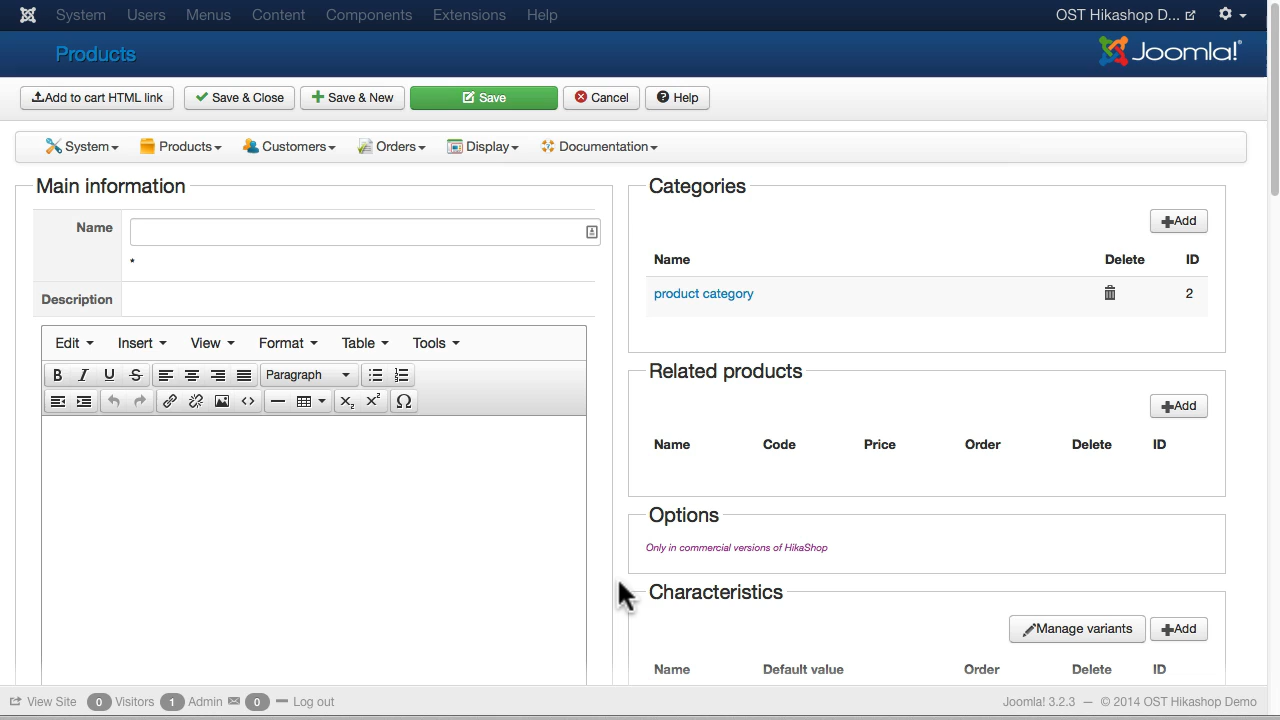 System Users Menus Content Components Extensions Help OST Hikashop D...
Products Joomla!
Add to cart HTML link Save & Close Save & New Save Cancel Help
System Products Customers Orders Display Documentation
Main information
Name
*
Description
Edit Insert View Format Table Tools
B I U S Paragraph
Categories
Add
Name Delete ID
product category 2
Related products
Add
Name Code Price Order Delete ID
Options
Only in commercial versions of HikaShop
Characteristics
Manage variants Add
Name Default value Order Delete ID
View Site 0 Visitors 1 Admin 0 Log out Joomla! 3.2.3 — © 2014 OST Hikashop Demo